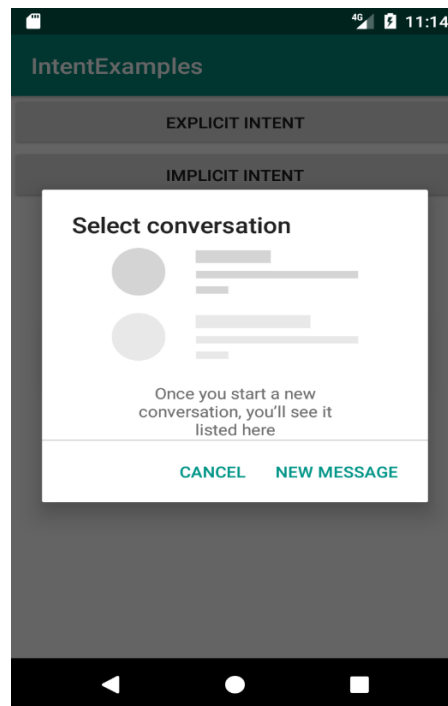 4G 11:14
IntentExamples
EXPLICIT INTENT
IMPLICIT INTENT
Select conversation
Once you start a new
conversation, you'll see it
listed here
CANCEL NEW MESSAGE